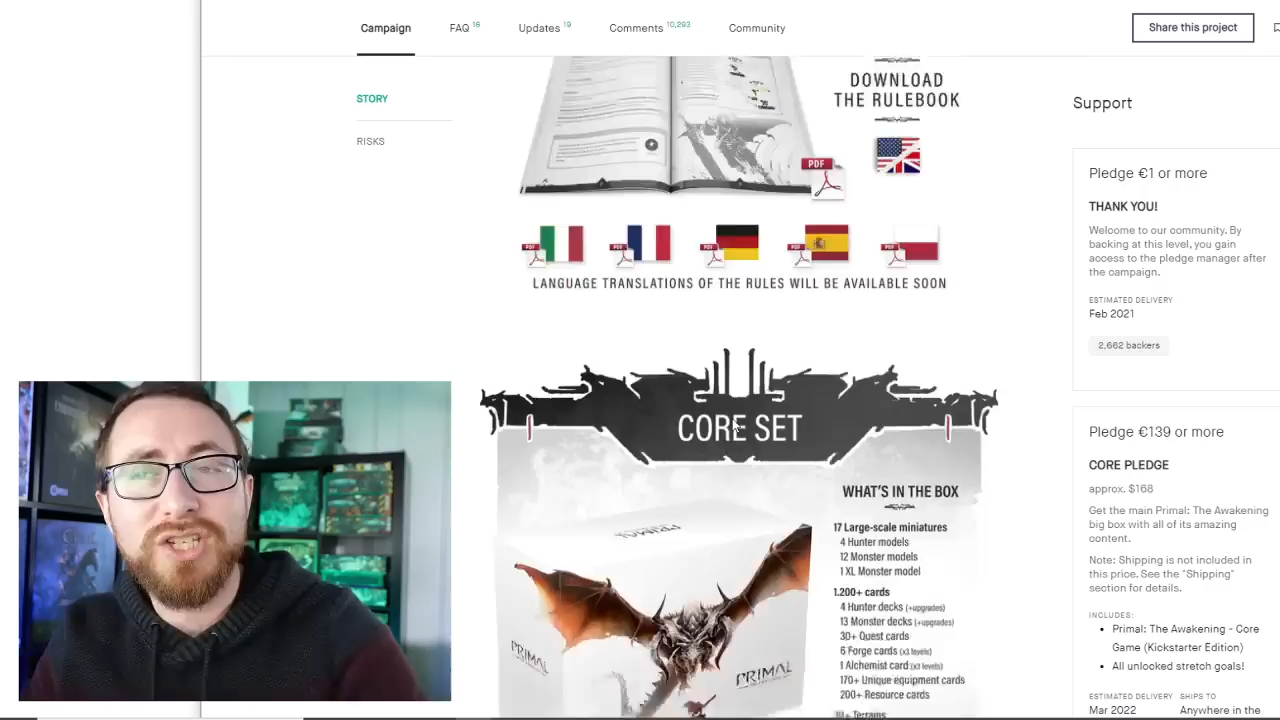 Campaign
FAQ 18
Updates 19
Comments 10,293
Community
Share this project
STORY
RISKS
DOWNLOAD
THE RULEBOOK
PDF
PDF
PDF
PDF
PDF
PDF
LANGUAGE TRANSLATIONS OF THE RULES WILL BE AVAILABLE SOON
CORE SET
WHAT'S IN THE BOX
17 Large-scale miniatures
4 Hunter models
12 Monster models
1 XL Monster model
1.200+ cards
4 Hunter decks (+upgrades)
13 Monster decks (+upgrades)
30+ Quest cards
6 Forge cards (x3 levels)
1 Alchemist card (x3 levels)
170+ Unique equipment cards
200+ Resource cards
Terrains
PRIMAL
PRIMAL
PRIMAL
Support
Pledge €1 or more
THANK YOU!
Welcome to our community. By
backing at this level, you gain
access to the pledge manager after
the campaign.
ESTIMATED DELIVERY
Feb 2021
2,662 backers
Pledge €139 or more
CORE PLEDGE
approx. $168
Get the main Primal: The Awakening
big box with all of its amazing
content.
Note: Shipping is not included in
this price. See the "Shipping"
section for details.
INCLUDES:
• Primal: The Awakening - Core
Game (Kickstarter Edition)
• All unlocked stretch goals!
ESTIMATED DELIVERY SHIPS TO
Mar 2022 Anywhere in the